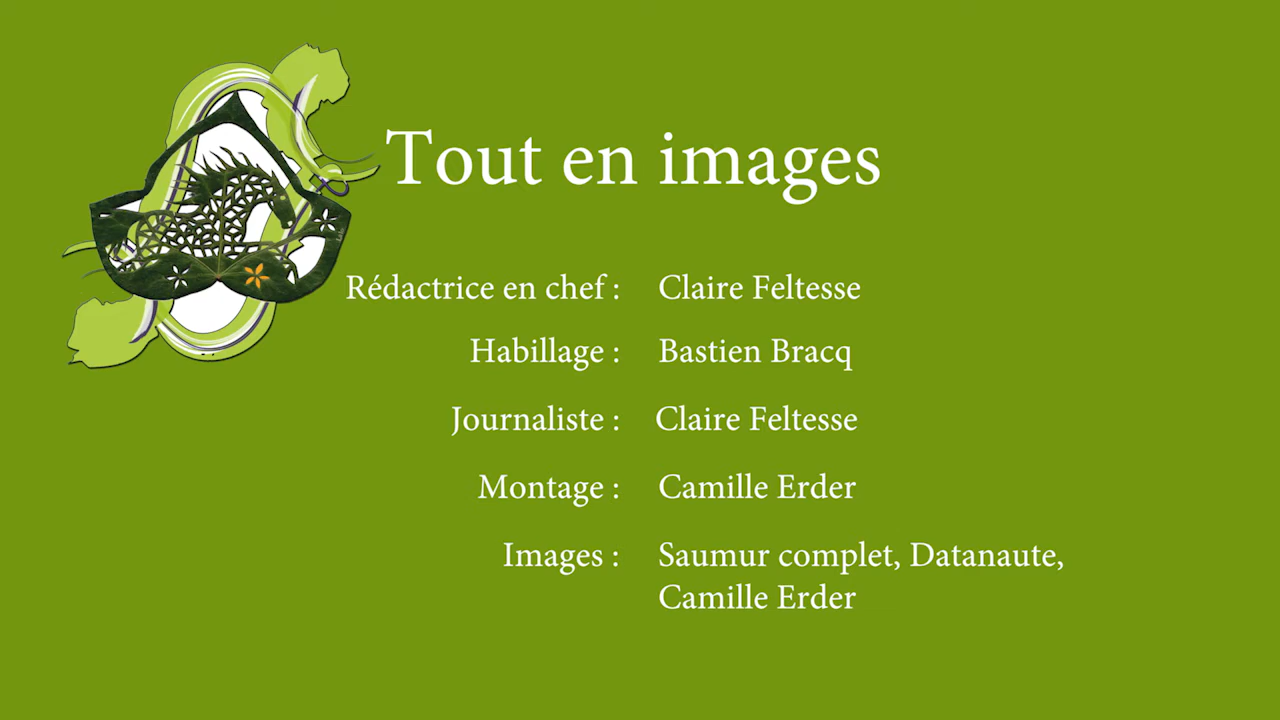 Tout en images
Rédactrice en chef : Claire Feltesse
Habillage : Bastien Bracq
Journaliste : Claire Feltesse
Montage : Camille Erder
Images : Saumur complet, Datanaute,
Camille Erder